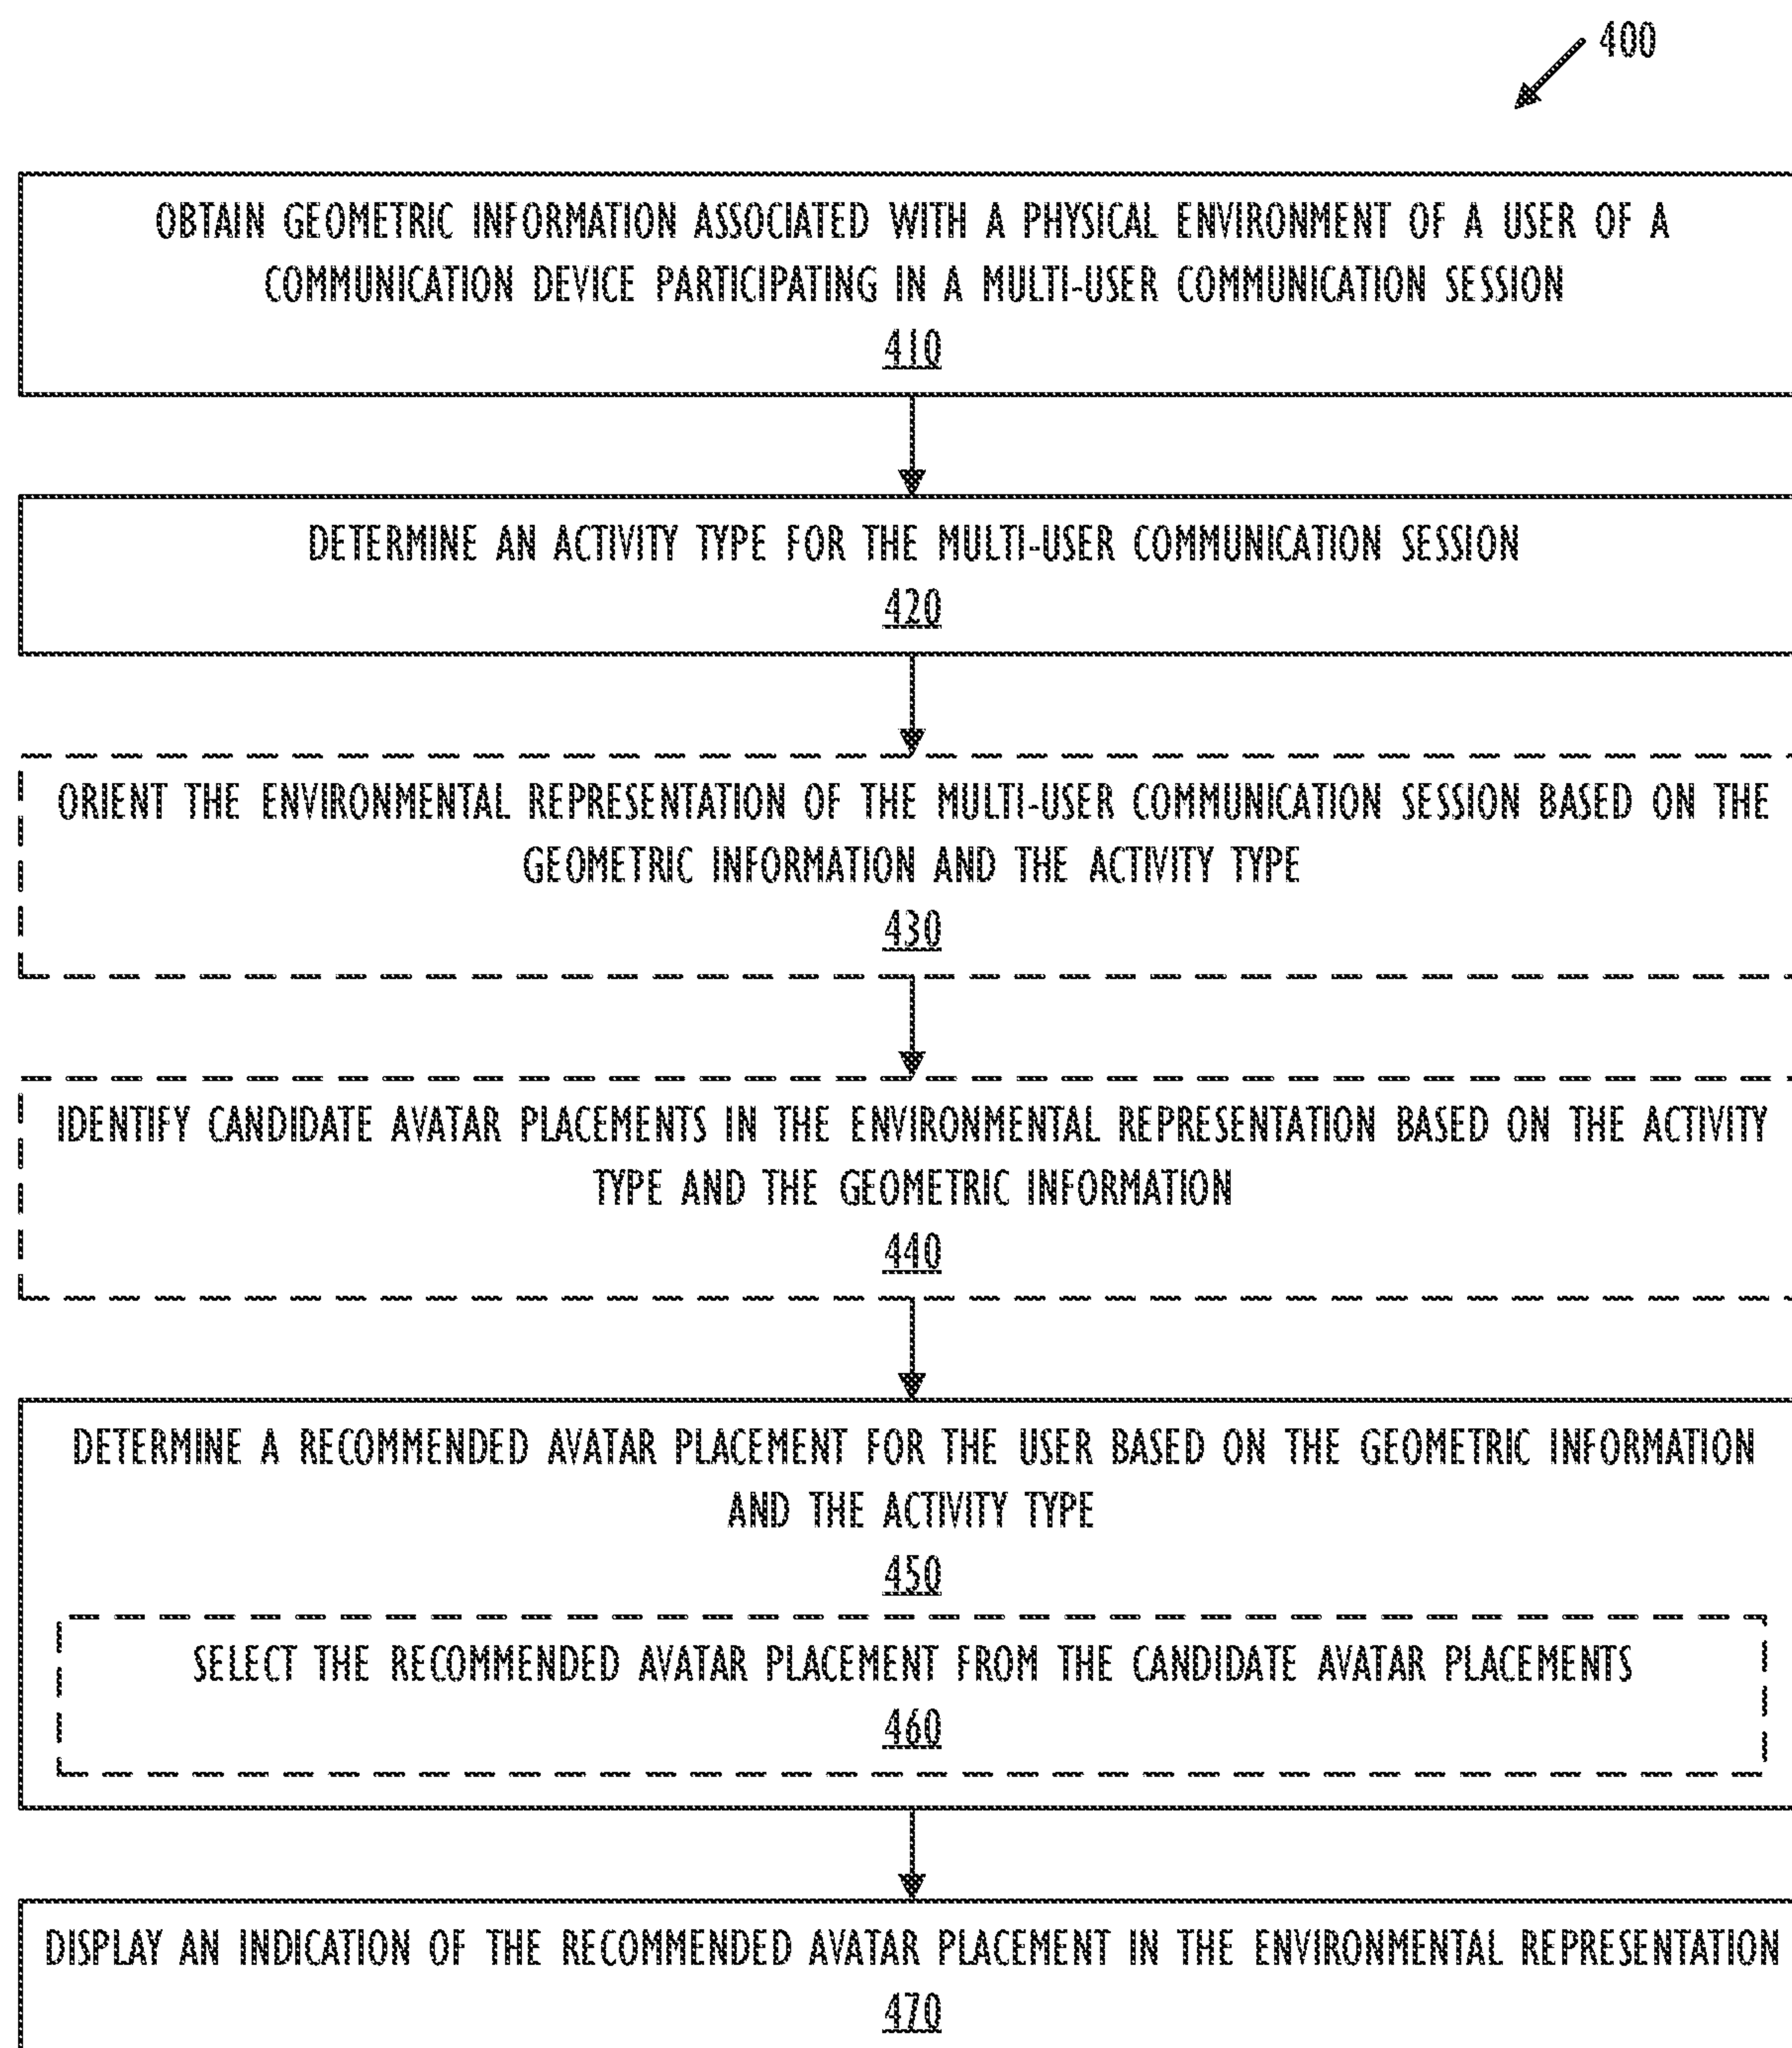 400
OBTAIN GEOMETRIC INFORMATION ASSOCIATED WITH A PHYSICAL ENVIRONMENT OF A USER OF A
COMMUNICATION DEVICE PARTICIPATING IN A MULTI-USER COMMUNICATION SESSION
410
DETERMINE AN ACTIVITY TYPE FOR THE MULTI-USER COMMUNICATION SESSION
420
ORIENT THE ENVIRONMENTAL REPRESENTATION OF THE MULTI-USER COMMUNICATION SESSION BASED ON THE
GEOMETRIC INFORMATION AND THE ACTIVITY TYPE
430
IDENTIFY CANDIDATE AVATAR PLACEMENTS IN THE ENVIRONMENTAL REPRESENTATION BASED ON THE ACTIVITY
TYPE AND THE GEOMETRIC INFORMATION
440
DETERMINE A RECOMMENDED AVATAR PLACEMENT FOR THE USER BASED ON THE GEOMETRIC INFORMATION
AND THE ACTIVITY TYPE
450
SELECT THE RECOMMENDED AVATAR PLACEMENT FROM THE CANDIDATE AVATAR PLACEMENTS
460
DISPLAY AN INDICATION OF THE RECOMMENDED AVATAR PLACEMENT IN THE ENVIRONMENTAL REPRESENTATION
470